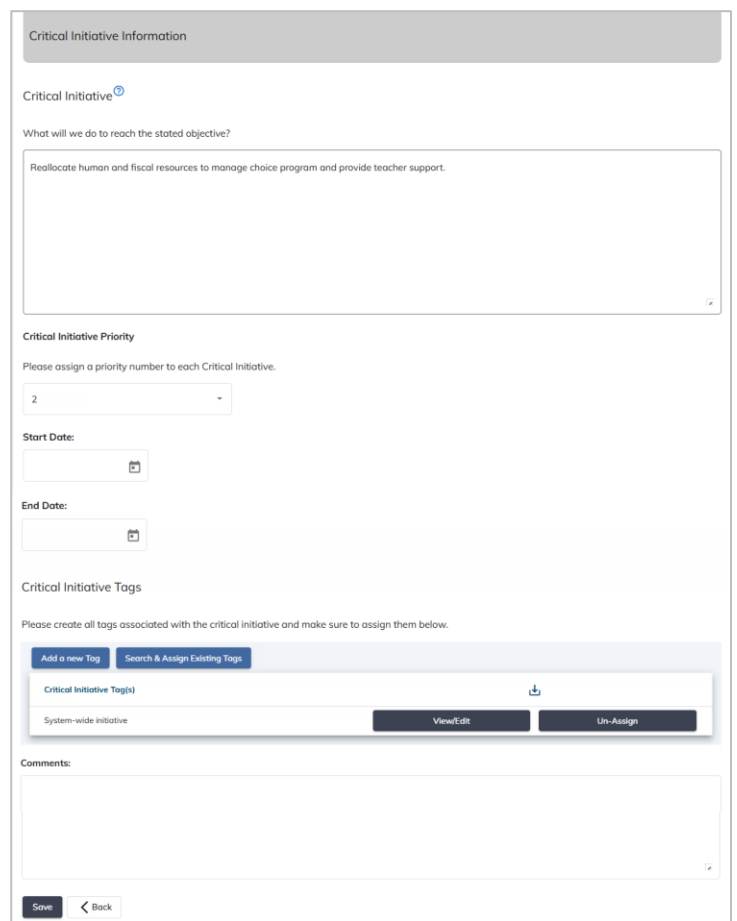 Critical Initiative Information
Critical Initiative
What will we do to reach the stated objective?
Reallocate human and fiscal resources to manage choice program and provide teacher support.
Critical Initiative Priority
Please assign a priority number to each Critical Initiative.
2
Start Date:
End Date:
Critical Initiative Tags
Please create all tags associated with the critical initiative and make sure to assign them below.
Add a new Tag Search & Assign Existing Tags
Critical Initiative Tag(s)
System-wide initiative View/Edit Un-Assign
Comments:
Save Back